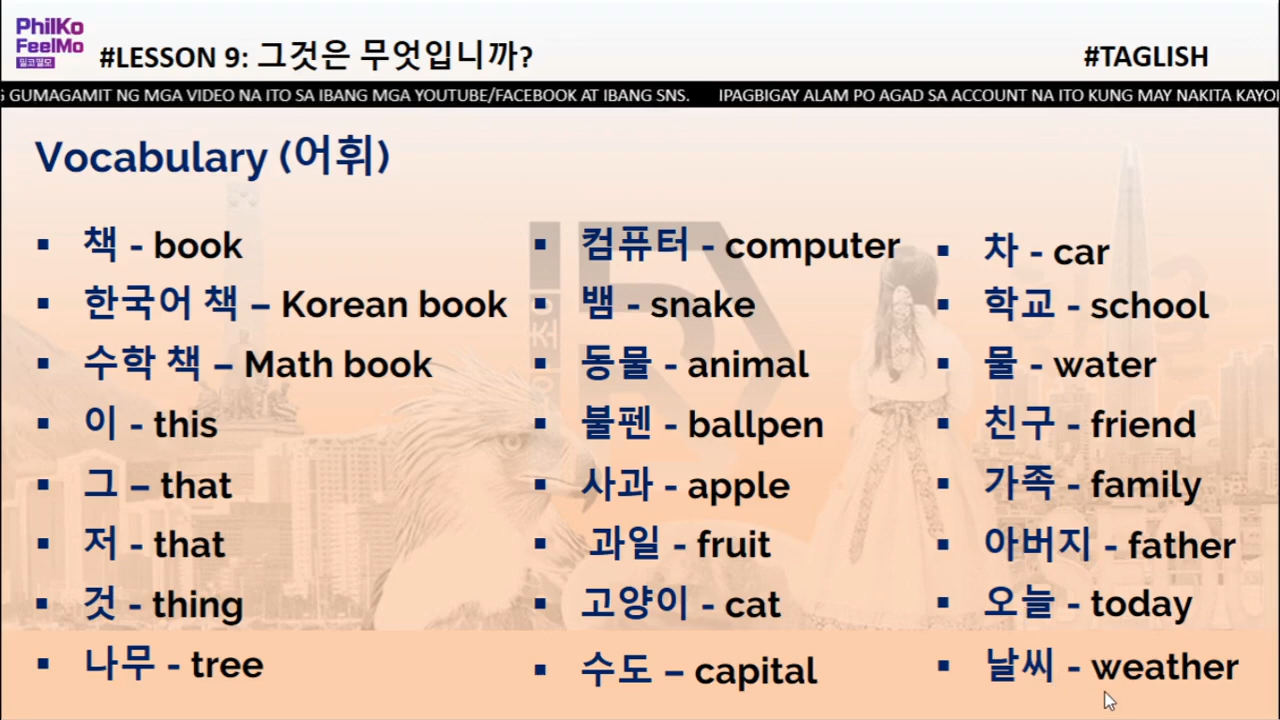 PhilKo
FeelMo
필코필모
#LESSON 9: 그것은 무엇입니까?
#TAGLISH
GUMAGAMIT NG MGA VIDEO NA ITO SA IBANG MGA YOUTUBE/FACEBOOK AT IBANG SNS. IPAGBIGAY ALAM PO AGAD SA ACCOUNT NA ITO KUNG MAY NAKITA
Vocabulary (어휘)
▪ 책 - book
▪ 한국어 책 – Korean book
▪ 수학 책 – Math book
▪ 이 - this
▪ 그 – that
▪ 저 - that
▪ 것 - thing
▪ 나무 - tree
▪ 컴퓨터 - computer
▪ 뱀 - snake
▪ 동물 - animal
▪ 볼펜 - ballpen
▪ 사과 - apple
▪ 과일 - fruit
▪ 고양이 - cat
▪ 수도 – capital
▪ 차 - car
▪ 학교 - school
▪ 물 - water
▪ 친구 - friend
▪ 가족 - family
▪ 아버지 - father
▪ 오늘 - today
▪ 날씨 - weather